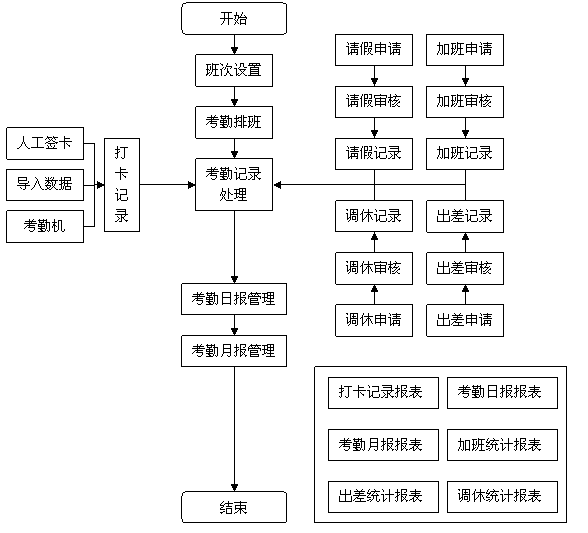 开始
班次设置
考勤排班
考勤记录
处理
考勤日报管理
考勤月报管理
结束
人工签卡
导入数据
考勤机
打
卡
记
录
请假申请
请假审核
请假记录
调休记录
调休审核
调休申请
加班申请
加班审核
加班记录
出差记录
出差审核
出差申请
打卡记录报表
考勤日报报表
考勤月报报表
加班统计报表
出差统计报表
调休统计报表